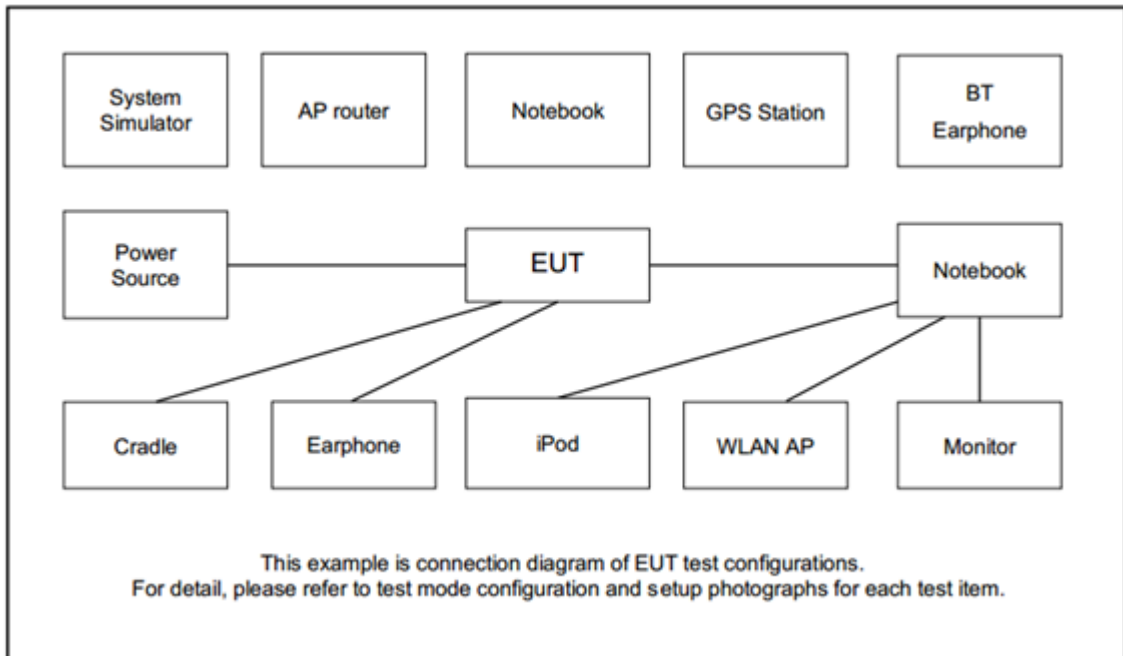 System
Simulator
AP router
Notebook
GPS Station
BT
Earphone
Power
Source
EUT
Notebook
Cradle
Earphone
iPod
WLAN AP
Monitor
This example is connection diagram of EUT test configurations.
For detail, please refer to test mode configuration and setup photographs for each test item.